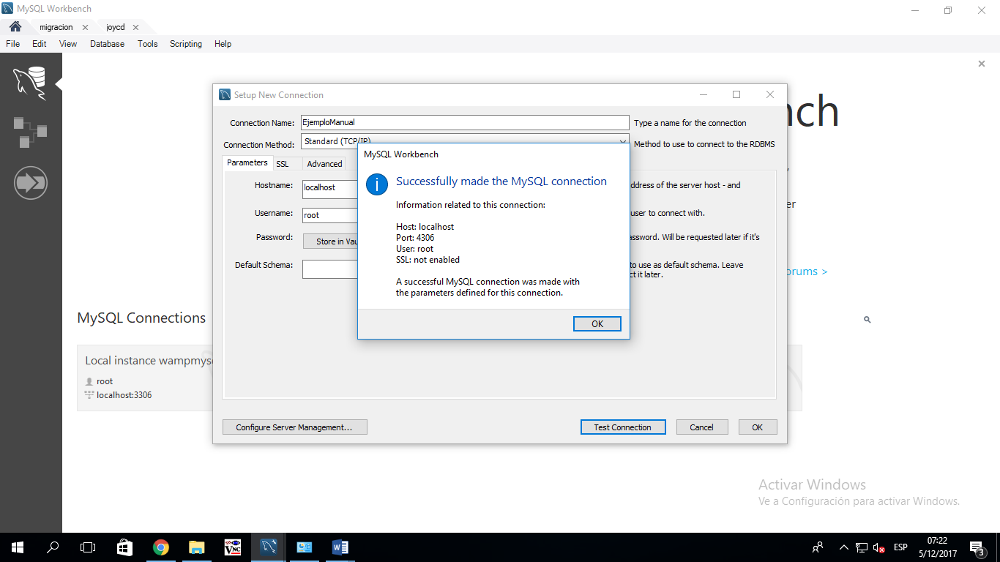 MySQL Workbench
migracion
joycd
File Edit View Database Tools Scripting Help
nch
Setup New Connection
Connection Name: EjemploManual Type a name for the connection
Connection Method: Standard (TCP/IP) Method to use to connect to the RDBMS
Parameters SSL Advanced
Hostname: localhost ddress of the server host - and
Username: root user to connect with.
Password: Store in Vau assword. Will be requested later if it's
Default Schema: to use as default schema. Leave
ct it later.
er
orums >
MySQL Workbench
Successfully made the MySQL connection
Information related to this connection:
Host: localhost
Port: 4306
User: root
SSL: not enabled
A successful MySQL connection was made with
the parameters defined for this connection.
OK
MySQL Connections
Local instance wampmys
root
localhost:3306
Configure Server Management... Test Connection Cancel OK
Activar Windows
Ve a Configuración para activar Windows.
VNC
ESP
07:22
5/12/2017
3